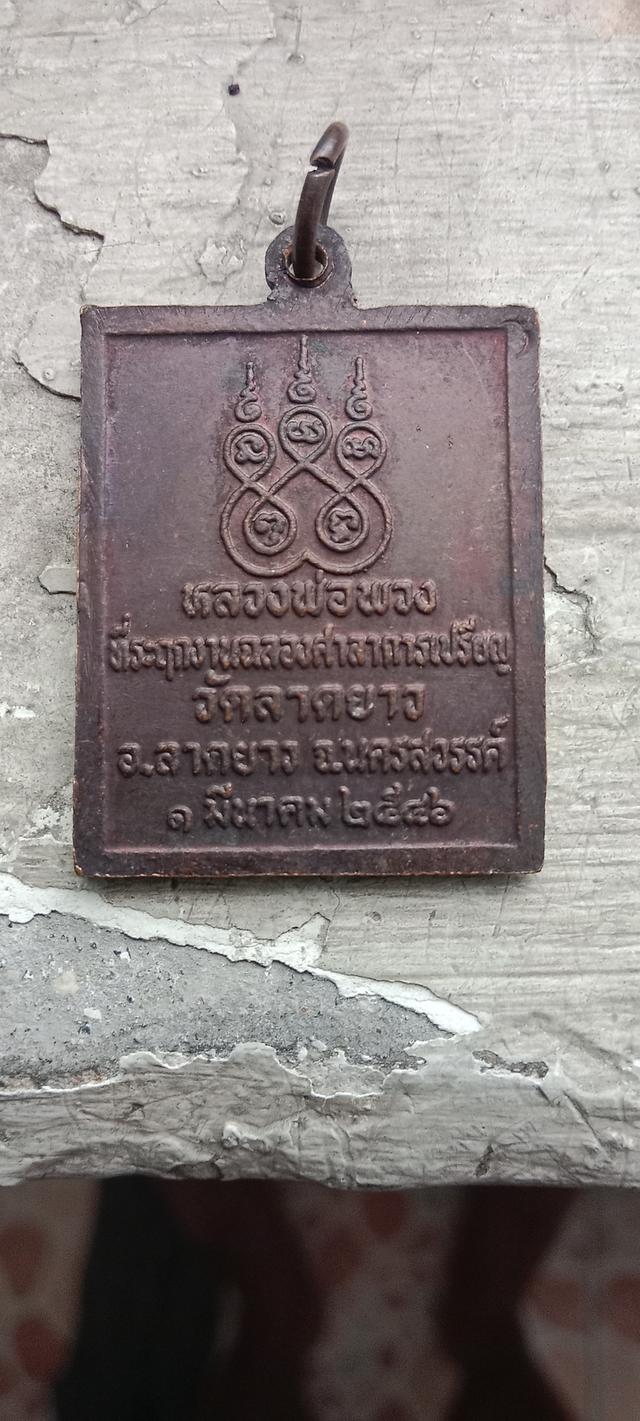 หลวงพ่อพวง
ที่ระฤกงานฉลองศาลาการเปรียญ
วัดลาดยาว
อ.ลาดยาว จ.นครสวรรค์
๑ มีนาคม ๒๕๔๖